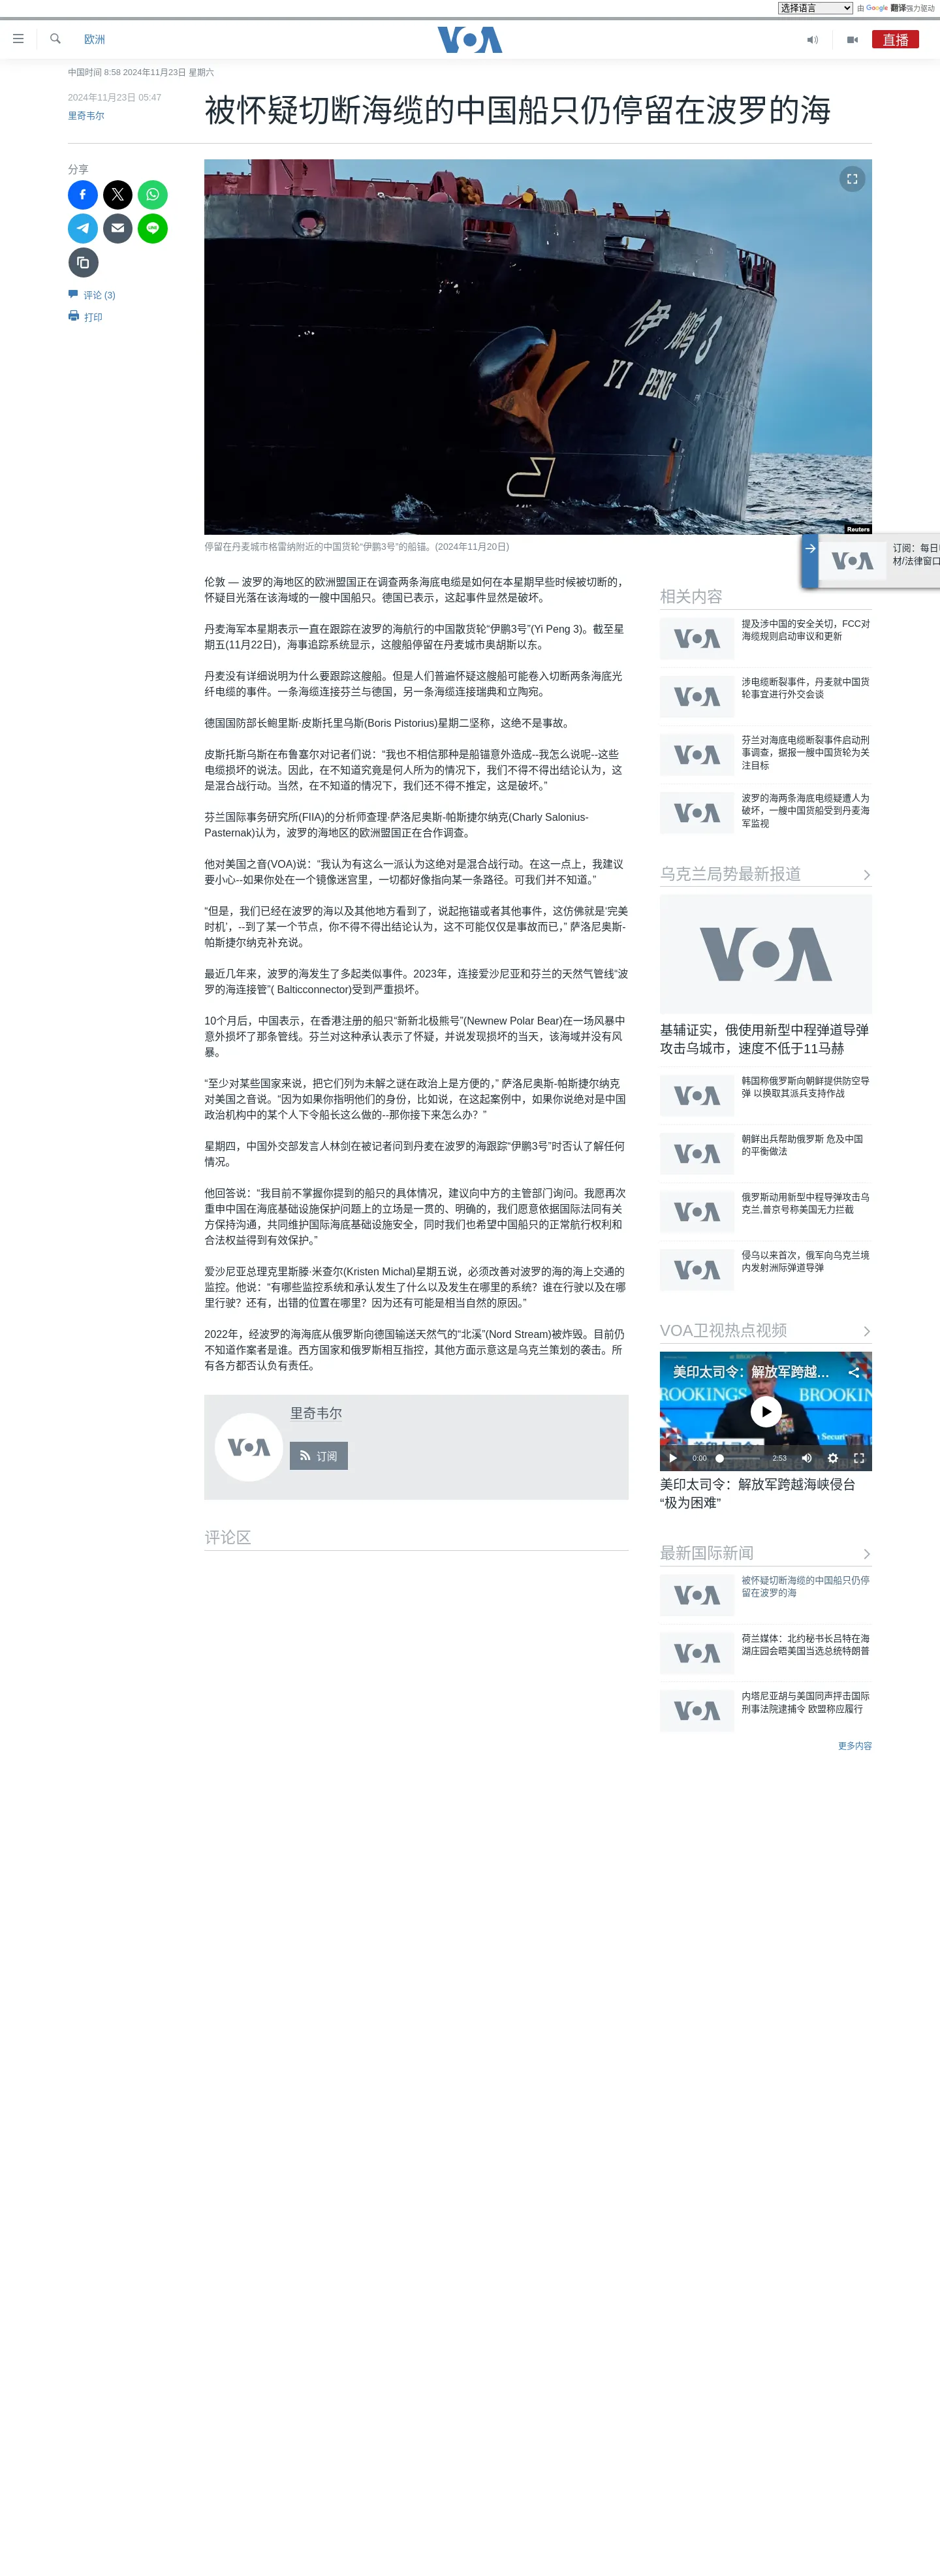 选择语言
由 Google 翻译强力驱动
欧洲
VOA
直播
中国时间 8:58 2024年11月23日 星期六
2024年11月23日 05:47
里奇韦尔
被怀疑切断海缆的中国船只仍停留在波罗的海
分享
评论 (3)
打印
伊鹏3
YI PENG
Reuters
停留在丹麦城市格雷纳附近的中国货轮“伊鹏3号”的船锚。(2024年11月20日)
伦敦 — 波罗的海地区的欧洲盟国正在调查两条海底电缆是如何在本星期早些时候被切断的，
怀疑目光落在该海域的一艘中国船只。德国已表示，这起事件显然是破坏。
丹麦海军本星期表示一直在跟踪在波罗的海航行的中国散货轮“伊鹏3号”(Yi Peng 3)。截至星
期五(11月22日)，海事追踪系统显示，这艘船停留在丹麦城市奥胡斯以东。
丹麦没有详细说明为什么要跟踪这艘船。但是人们普遍怀疑这艘船可能卷入切断两条海底光
纤电缆的事件。一条海缆连接芬兰与德国，另一条海缆连接瑞典和立陶宛。
德国国防部长鲍里斯·皮斯托里乌斯(Boris Pistorius)星期二坚称，这绝不是事故。
皮斯托斯乌斯在布鲁塞尔对记者们说：“我也不相信那种是船锚意外造成--我怎么说呢--这些
电缆损坏的说法。因此，在不知道究竟是何人所为的情况下，我们不得不得出结论认为，这
是混合战行动。当然，在不知道的情况下，我们还不得不推定，这是破坏。”
芬兰国际事务研究所(FIIA)的分析师查理·萨洛尼奥斯-帕斯捷尔纳克(Charly Salonius-
Pasternak)认为，波罗的海地区的欧洲盟国正在合作调查。
他对美国之音(VOA)说：“我认为有这么一派认为这绝对是混合战行动。在这一点上，我建议
要小心--如果你处在一个镜像迷宫里，一切都好像指向某一条路径。可我们并不知道。”
“但是，我们已经在波罗的海以及其他地方看到了，说起拖锚或者其他事件，这仿佛就是‘完美
时机’，--到了某一个节点，你不得不得出结论认为，这不可能仅仅是事故而已，” 萨洛尼奥斯-
帕斯捷尔纳克补充说。
最近几年来，波罗的海发生了多起类似事件。2023年，连接爱沙尼亚和芬兰的天然气管线“波
罗的海连接管”( Balticconnector)受到严重损坏。
10个月后，中国表示，在香港注册的船只“新新北极熊号”(Newnew Polar Bear)在一场风暴中
意外损坏了那条管线。芬兰对这种承认表示了怀疑，并说发现损坏的当天，该海域并没有风
暴。
“至少对某些国家来说，把它们列为未解之谜在政治上是方便的，” 萨洛尼奥斯-帕斯捷尔纳克
对美国之音说。“因为如果你指明他们的身份，比如说，在这起案例中，如果你说绝对是中国
政治机构中的某个人下令船长这么做的--那你接下来怎么办？”
星期四，中国外交部发言人林剑在被记者问到丹麦在波罗的海跟踪“伊鹏3号”时否认了解任何
情况。
他回答说：“我目前不掌握你提到的船只的具体情况，建议向中方的主管部门询问。我愿再次
重申中国在海底基础设施保护问题上的立场是一贯的、明确的，我们愿意依据国际法同有关
方保持沟通，共同维护国际海底基础设施安全，同时我们也希望中国船只的正常航行权利和
合法权益得到有效保护。”
爱沙尼亚总理克里斯滕·米查尔(Kristen Michal)星期五说，必须改善对波罗的海的海上交通的
监控。他说：“有哪些监控系统和承认发生了什么以及发生在哪里的系统？谁在行驶以及在哪
里行驶？还有，出错的位置在哪里？因为还有可能是相当自然的原因。”
2022年，经波罗的海海底从俄罗斯向德国输送天然气的“北溪”(Nord Stream)被炸毁。目前仍
不知道作案者是谁。西方国家和俄罗斯相互指控，其他方面示意这是乌克兰策划的袭击。所
有各方都否认负有责任。
VOA
里奇韦尔
订阅
评论区
VOA
订阅：每日
材/法律窗口
相关内容
VOA
提及涉中国的安全关切，FCC对
海缆规则启动审议和更新
VOA
涉电缆断裂事件，丹麦就中国货
轮事宜进行外交会谈
VOA
芬兰对海底电缆断裂事件启动刑
事调查，据报一艘中国货轮为关
注目标
VOA
波罗的海两条海底电缆疑遭人为
破坏，一艘中国货船受到丹麦海
军监视
乌克兰局势最新报道
VOA
基辅证实，俄使用新型中程弹道导弹
攻击乌城市，速度不低于11马赫
VOA
韩国称俄罗斯向朝鲜提供防空导
弹 以换取其派兵支持作战
VOA
朝鲜出兵帮助俄罗斯 危及中国
的平衡做法
VOA
俄罗斯动用新型中程导弹攻击乌
克兰,普京号称美国无力拦截
VOA
侵乌以来首次，俄军向乌克兰境
内发射洲际弹道导弹
VOA卫视热点视频
美印太司令：解放军跨越...
BROOKINGS
BROOKIN
Security
美印太司令：
0:00
2:53
美印太司令：解放军跨越海峡侵台
“极为困难”
最新国际新闻
VOA
被怀疑切断海缆的中国船只仍停
留在波罗的海
VOA
荷兰媒体：北约秘书长吕特在海
湖庄园会晤美国当选总统特朗普
VOA
内塔尼亚胡与美国同声抨击国际
刑事法院逮捕令 欧盟称应履行
更多内容